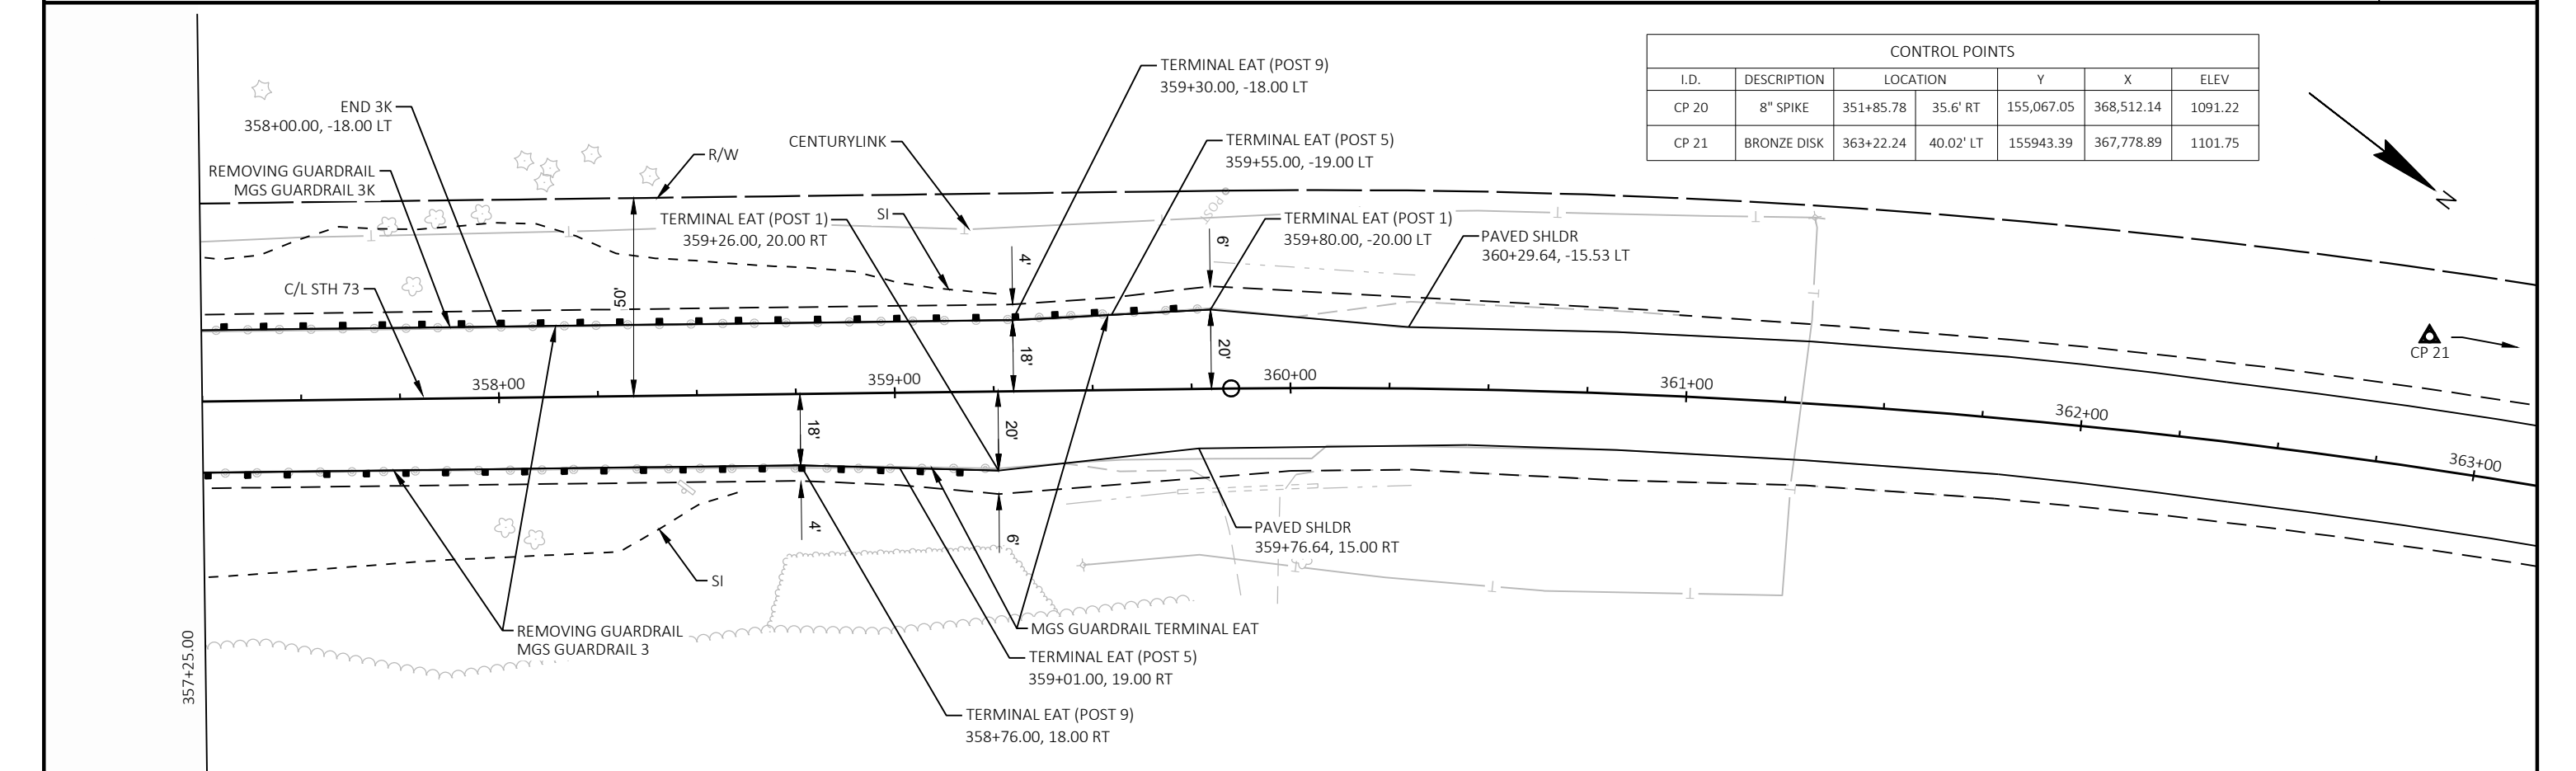 CONTROL POINTS
I.D. DESCRIPTION LOCATION Y X ELEV
CP 20 8" SPIKE 351+85.78 35.6' RT 155,067.05 368,512.14 1091.22
CP 21 BRONZE DISK 363+22.24 40.02' LT 155943.39 367,778.89 1101.75
TERMINAL EAT (POST 9)
359+30.00, -18.00 LT
END 3K
358+00.00, -18.00 LT
CENTURYLINK
TERMINAL EAT (POST 5)
359+55.00, -19.00 LT
R/W
REMOVING GUARDRAIL
MGS GUARDRAIL 3K
POST
N
TERMINAL EAT (POST 1)
359+26.00, 20.00 RT
SI
TERMINAL EAT (POST 1)
359+80.00, -20.00 LT
PAVED SHLDR
360+29.64, -15.53 LT
4'
6'
C/L STH 73
50'
18'
20'
CP 21
358+00
359+00
360+00
361+00
362+00
363+00
18'
20'
4'
6'
PAVED SHLDR
359+76.64, 15.00 RT
SI
REMOVING GUARDRAIL
MGS GUARDRAIL 3
MGS GUARDRAIL TERMINAL EAT
TERMINAL EAT (POST 5)
359+01.00, 19.00 RT
357+25.00
TERMINAL EAT (POST 9)
358+76.00, 18.00 RT